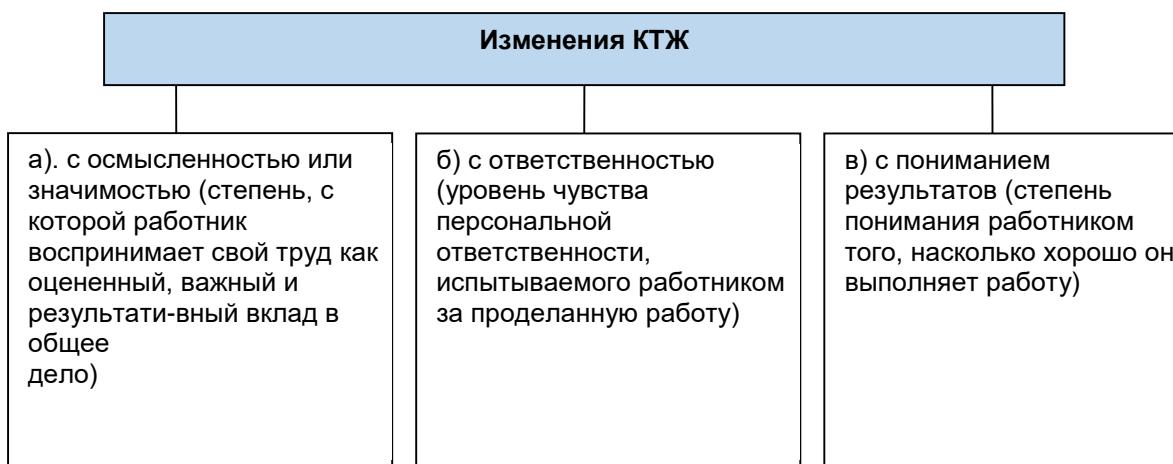 Изменения КТЖ
а). с осмысленностью или
значимостью (степень, с
которой работник
воспринимает свой труд как
оцененный, важный и
результати-вный вклад в
общее
дело)
б) с ответственностью
(уровень чувства
персональной
ответственности,
испытываемого работником
за проделанную работу)
в) с пониманием
результатов (степень
понимания работником
того, насколько хорошо он
выполняет работу)